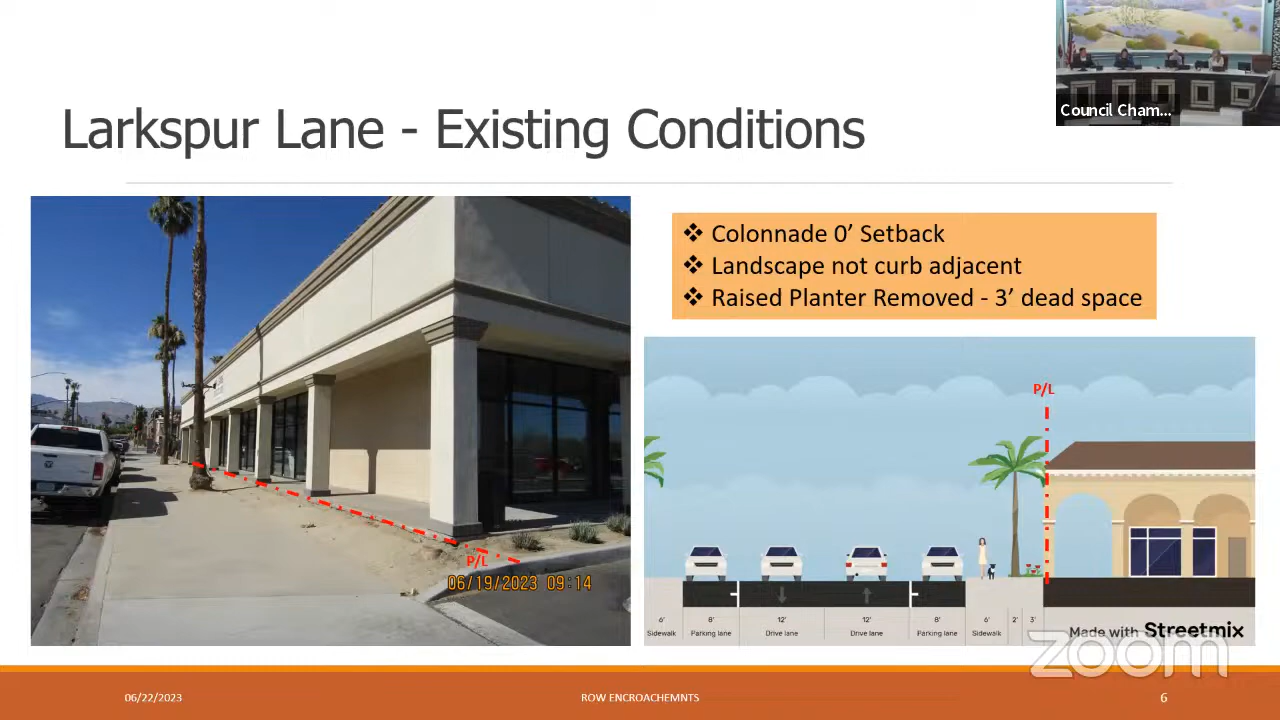 Council Cham...
Larkspur Lane - Existing Conditions
❖ Colonnade 0’ Setback
❖ Landscape not curb adjacent
❖ Raised Planter Removed - 3’ dead space
P/L
06/19/2023 09:14
P/L
6' 8' 12' 12' 8' 6' 2' 3'
Sidewalk Parking lane Drive lane Drive lane Parking lane Sidewalk
Made with Streetmix
zoom
06/22/2023 ROW ENCROACHEMNTS 6